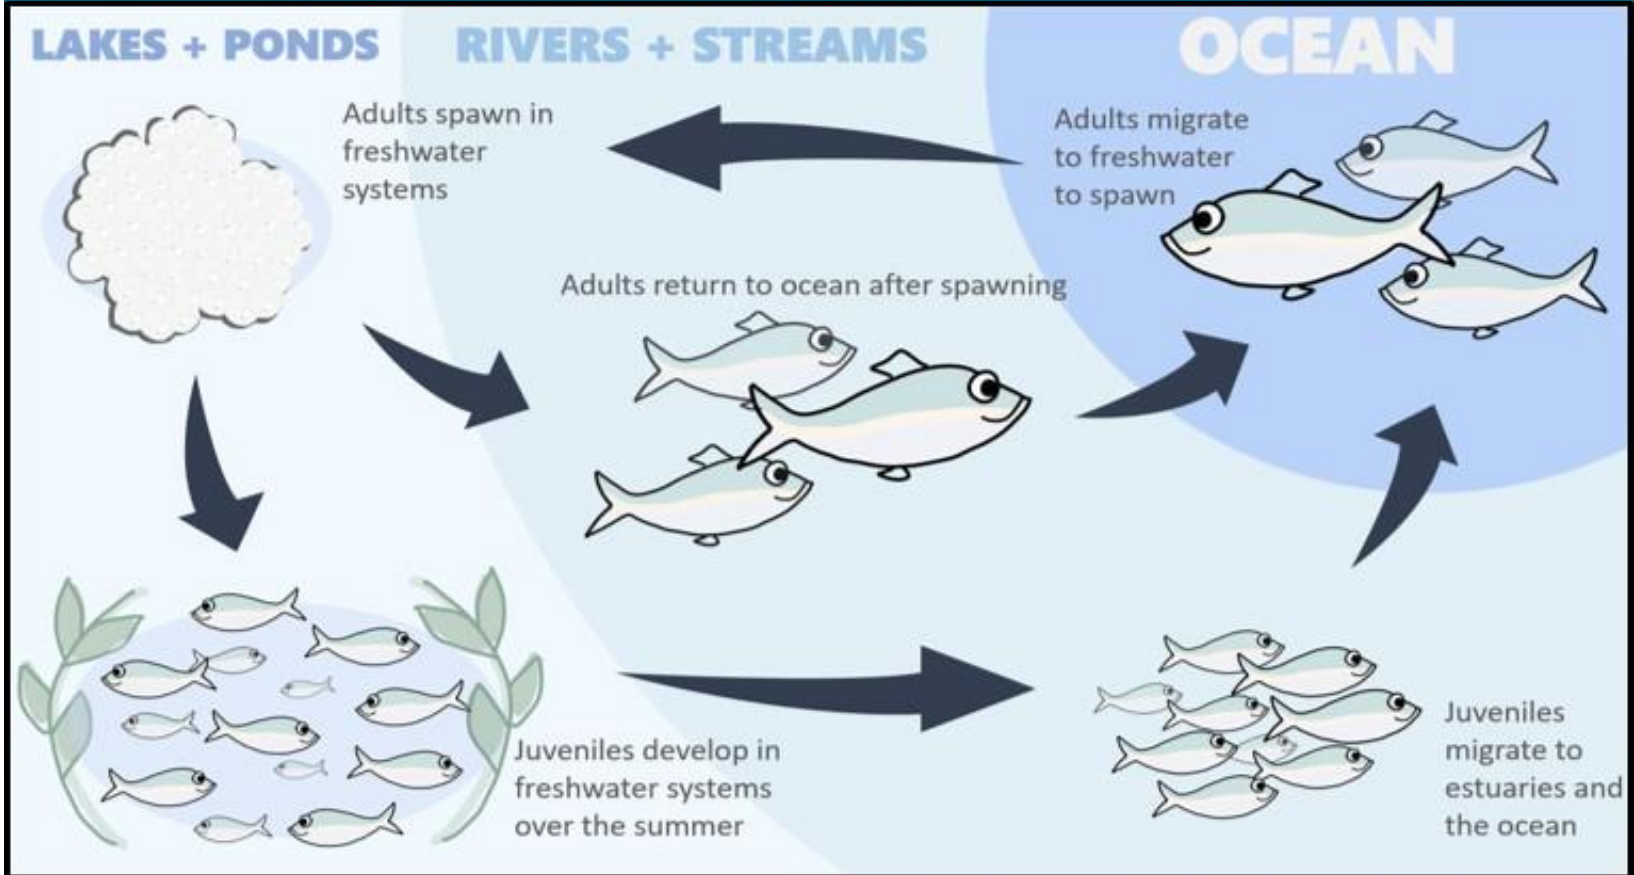 LAKES + PONDS
RIVERS + STREAMS
OCEAN
Adults spawn in
freshwater
systems
Adults migrate
to freshwater
to spawn
Adults return to ocean after spawning
Juveniles develop in
freshwater systems
over the summer
Juveniles
migrate to
estuaries and
the ocean